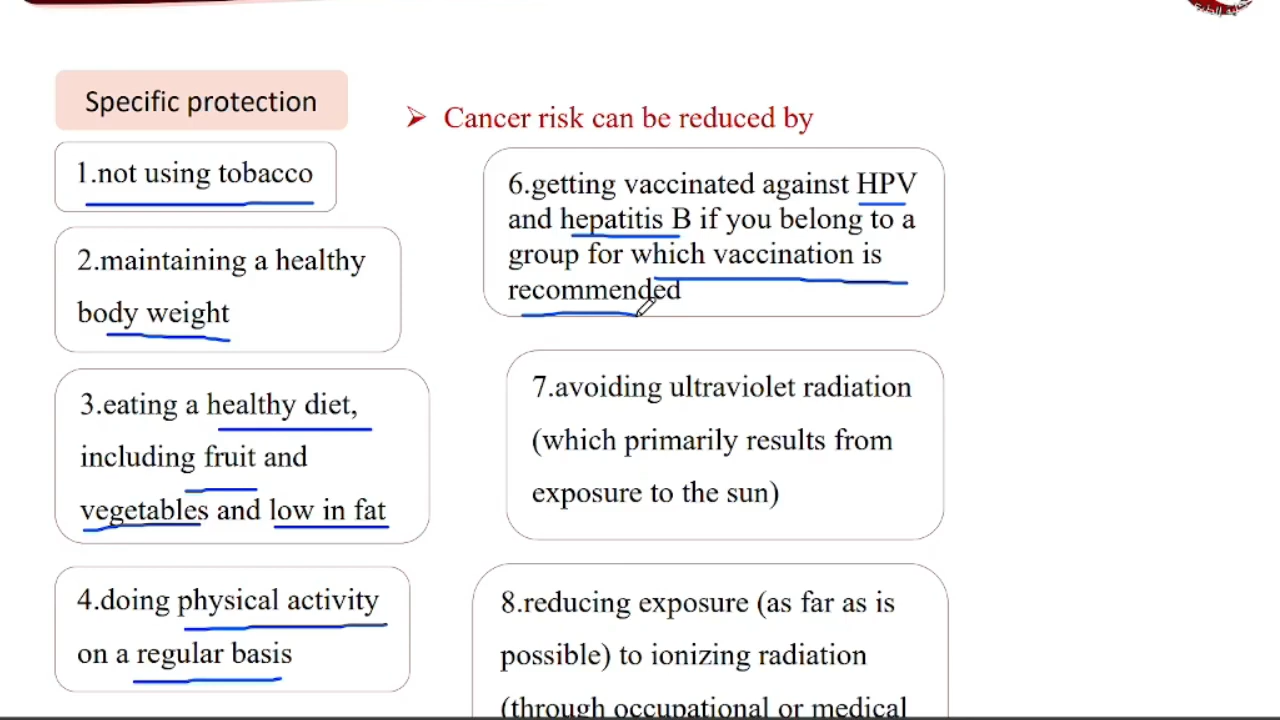 Specific protection
➢ Cancer risk can be reduced by
1.not using tobacco
2.maintaining a healthy
body weight
3.eating a healthy diet,
including fruit and
vegetables and low in fat
4.doing physical activity
on a regular basis
6.getting vaccinated against HPV
and hepatitis B if you belong to a
group for which vaccination is
recommended
7.avoiding ultraviolet radiation
(which primarily results from
exposure to the sun)
8.reducing exposure (as far as is
possible) to ionizing radiation
(through occupational or medical